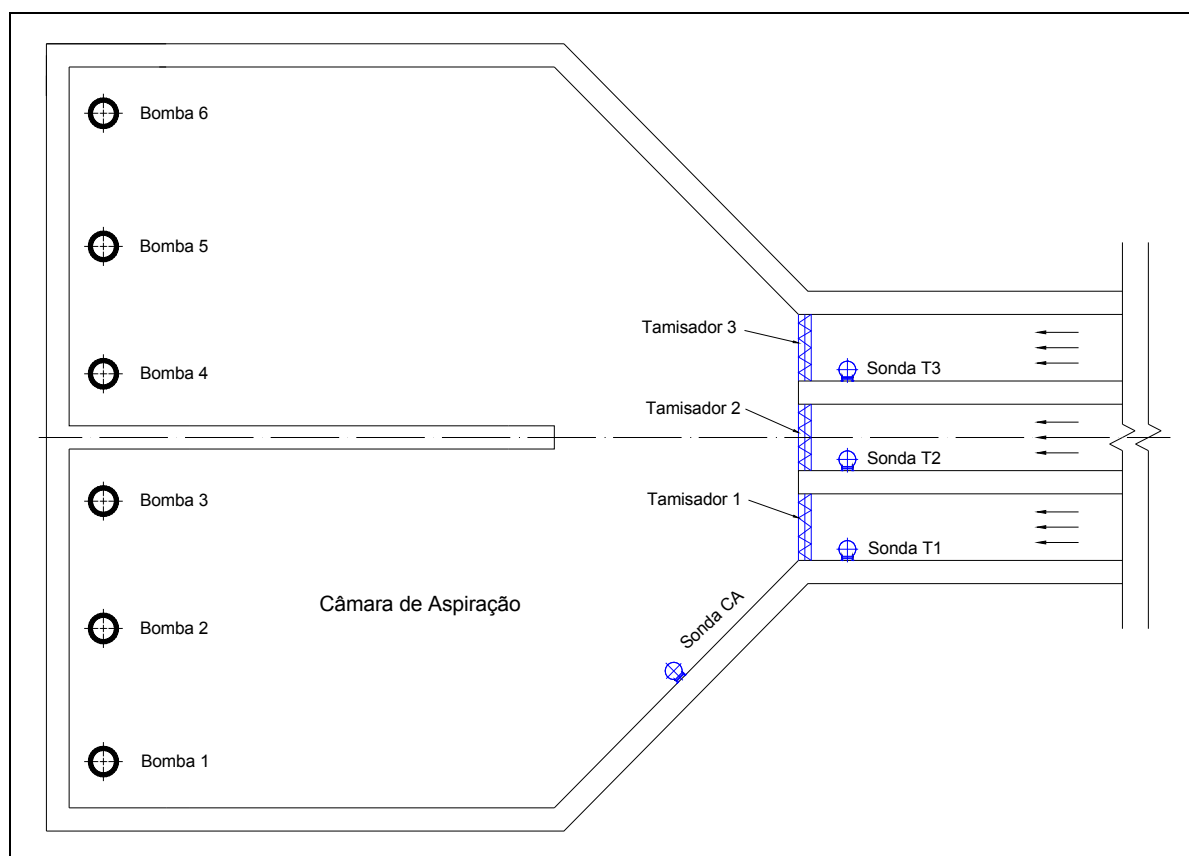 Bomba 6
Bomba 5
Tamisador 3
Sonda T3
Bomba 4
Tamisador 2
Sonda T2
Bomba 3
Tamisador 1
Sonda T1
Câmara de Aspiração
Sonda CA
Bomba 2
Bomba 1